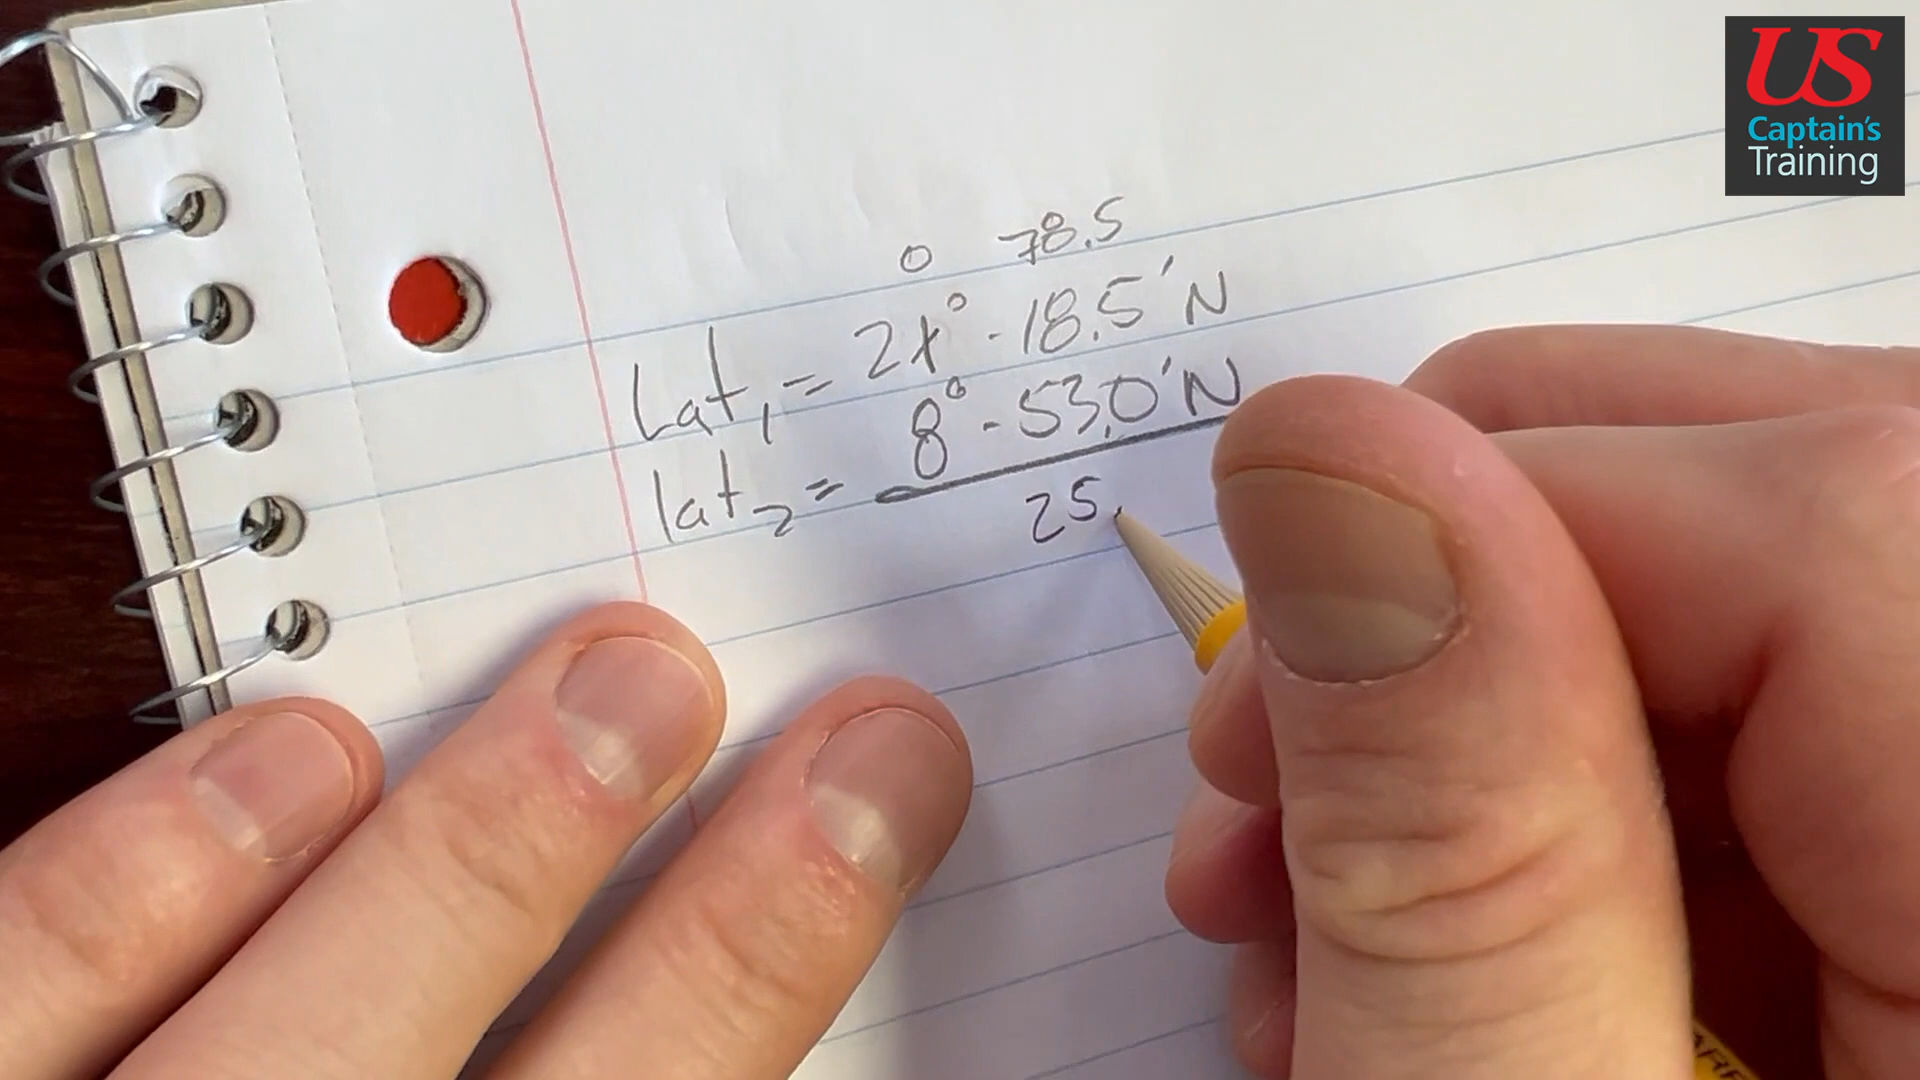 US
Captain's
Training
0 78.5
Lat₁ = 21° - 18.5' N
lat₂ = 8° - 53.0' N
25.